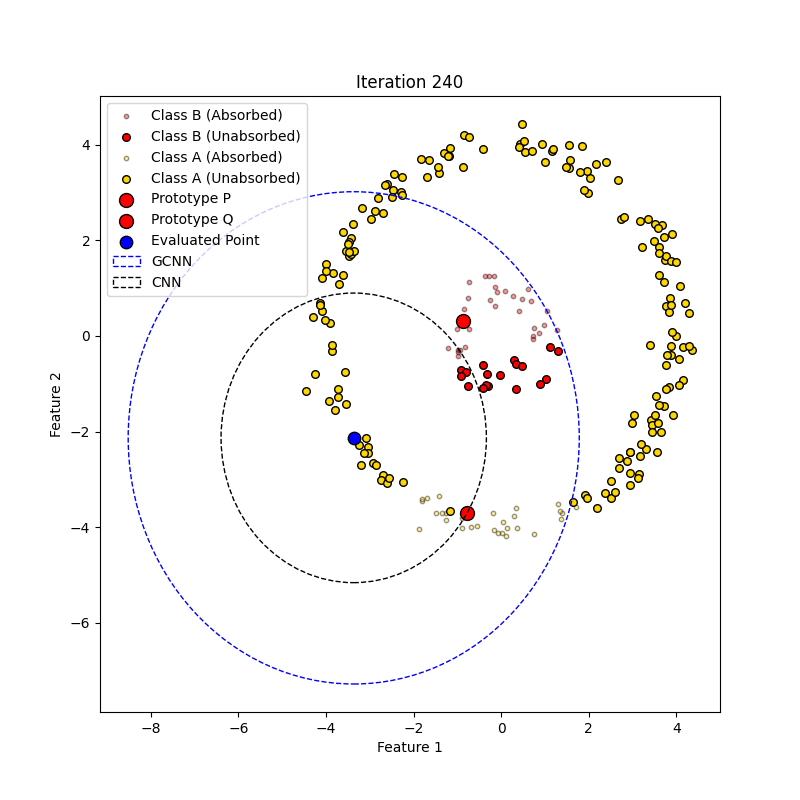 Iteration 240
Class B (Absorbed)
Class B (Unabsorbed)
Class A (Absorbed)
Class A (Unabsorbed)
Prototype P
Prototype Q
Evaluated Point
GCNN
CNN
4
2
0
−2
−4
−6
Feature 2
−8 −6 −4 −2 0 2 4
Feature 1